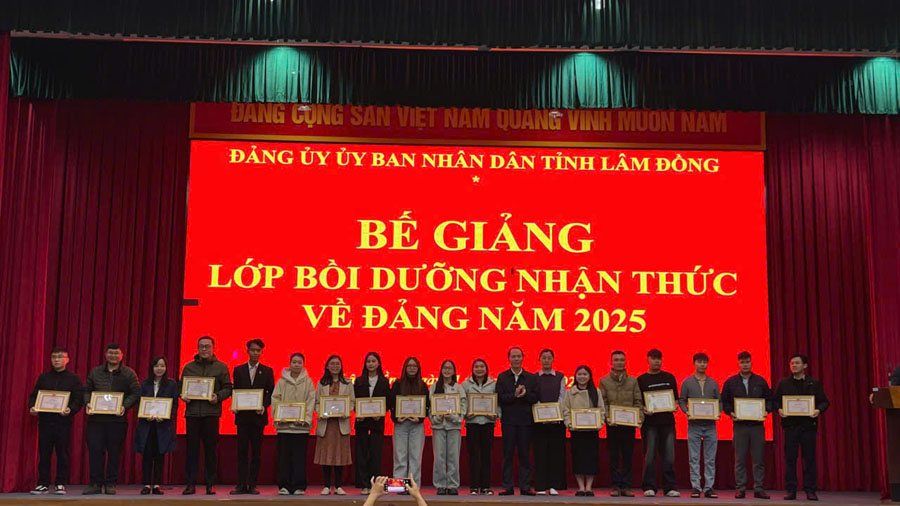 ĐẢNG CỘNG SẢN VIỆT NAM QUANG VINH MUÔN NĂM
ĐẢNG ỦY ỦY BAN NHÂN DÂN TỈNH LÂM ĐỒNG
*
BẾ GIẢNG
LỚP BỒI DƯỠNG NHẬN THỨC
VỀ ĐẢNG NĂM 2025